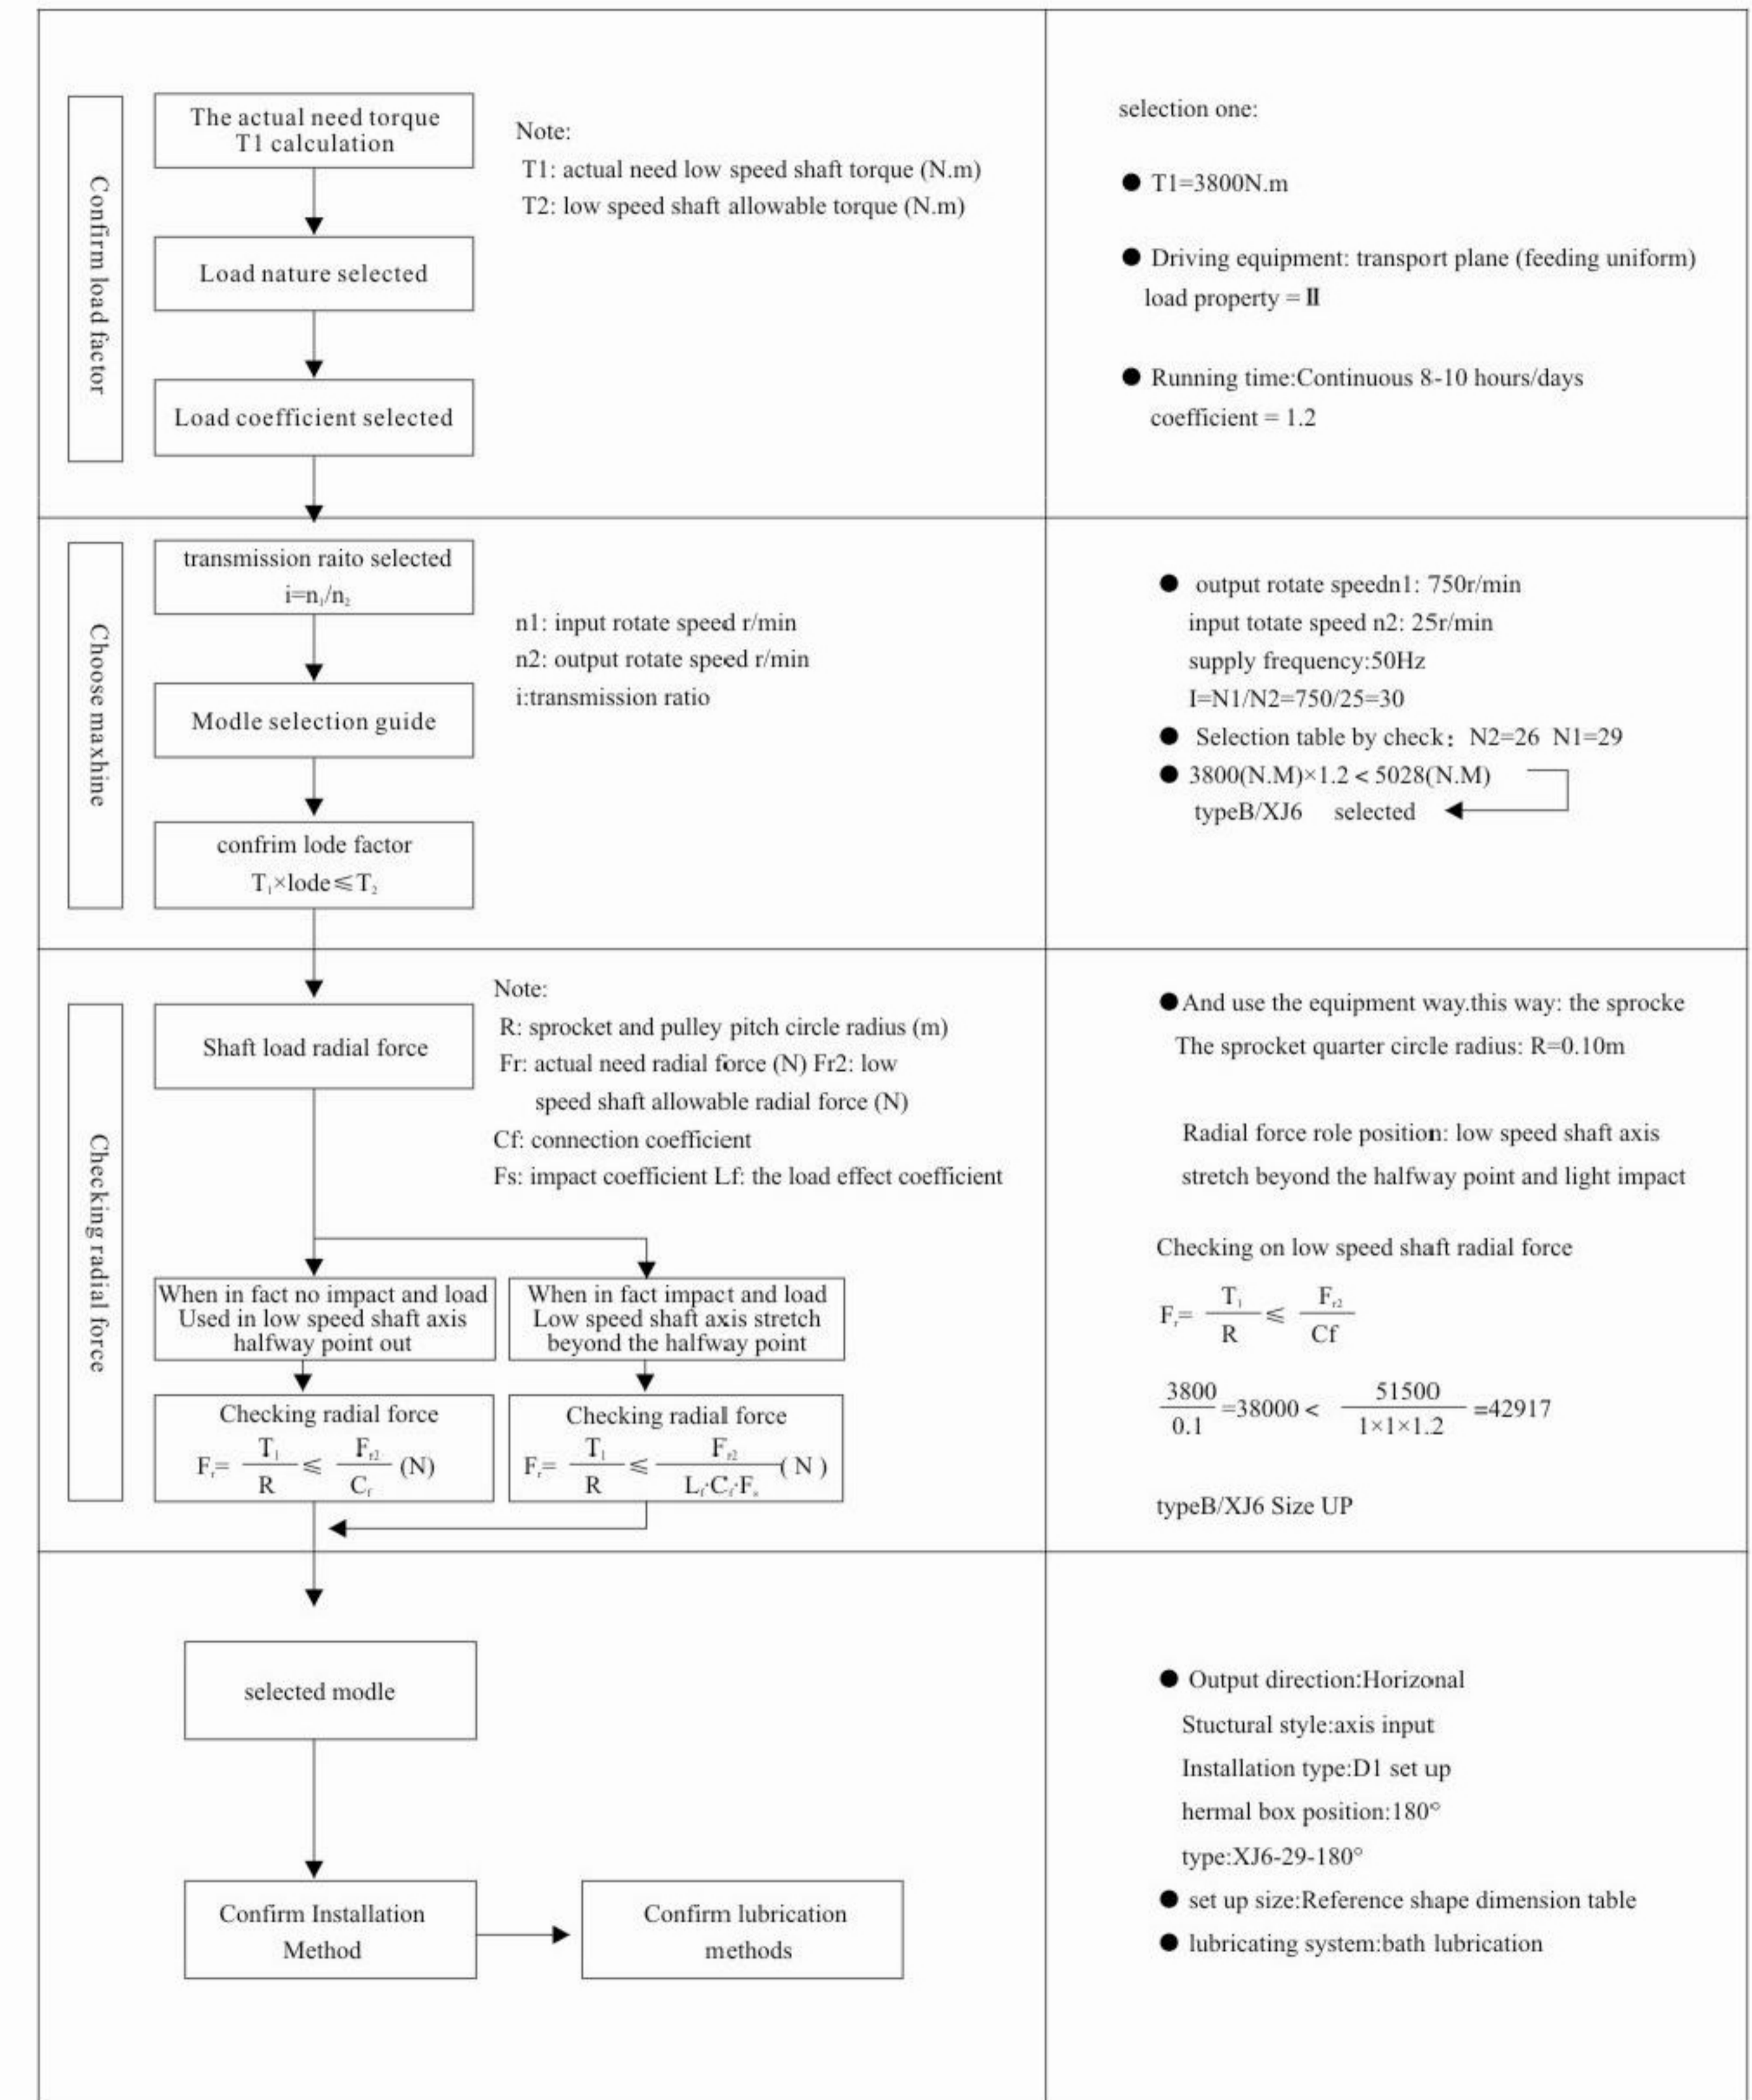 Confirm load factor
The actual need torque
T1 calculation
Load nature selected
Load coefficient selected
Note:
T1: actual need low speed shaft torque (N.m)
T2: low speed shaft allowable torque (N.m)
selection one:
● T1=3800N.m
● Driving equipment: transport plane (feeding uniform)
load property = Ⅱ
● Running time:Continuous 8-10 hours/days
coefficient = 1.2
Choose maxhine
transmission raito selected
i=n₁/n₂
Modle selection guide
confrim lode factor
T₁×lode≤T₂
n1: input rotate speed r/min
n2: output rotate speed r/min
i:transmission ratio
● output rotate speedn1: 750r/min
input totate speed n2: 25r/min
supply frequency:50Hz
I=N1/N2=750/25=30
● Selection table by check: N2=26 N1=29
● 3800(N.M)×1.2 < 5028(N.M)
typeB/XJ6 selected
Checking radial force
Shaft load radial force
Note:
R: sprocket and pulley pitch circle radius (m)
Fr: actual need radial force (N) Fr2: low
speed shaft allowable radial force (N)
Cf: connection coefficient
Fs: impact coefficient Lf: the load effect coefficient
When in fact no impact and load
Used in low speed shaft axis
halfway point out
When in fact impact and load
Low speed shaft axis stretch
beyond the halfway point
Checking radial force
Fr= T₁/R ≤ Fr2/Cf (N)
Checking radial force
Fr= T₁/R ≤ Fr2/Lf·Cf·Fs (N)
● And use the equipment way.this way: the sprocke
The sprocket quarter circle radius: R=0.10m
Radial force role position: low speed shaft axis
stretch beyond the halfway point and light impact
Checking on low speed shaft radial force
Fr= T₁/R ≤ Fr2/Cf
3800/0.1 =38000 < 51500/1×1×1.2 =42917
typeB/XJ6 Size UP
selected modle
Confirm Installation
Method
Confirm lubrication
methods
● Output direction:Horizonal
Stuctural style:axis input
Installation type:D1 set up
hermal box position:180°
type:XJ6-29-180°
● set up size:Reference shape dimension table
● lubricating system:bath lubrication